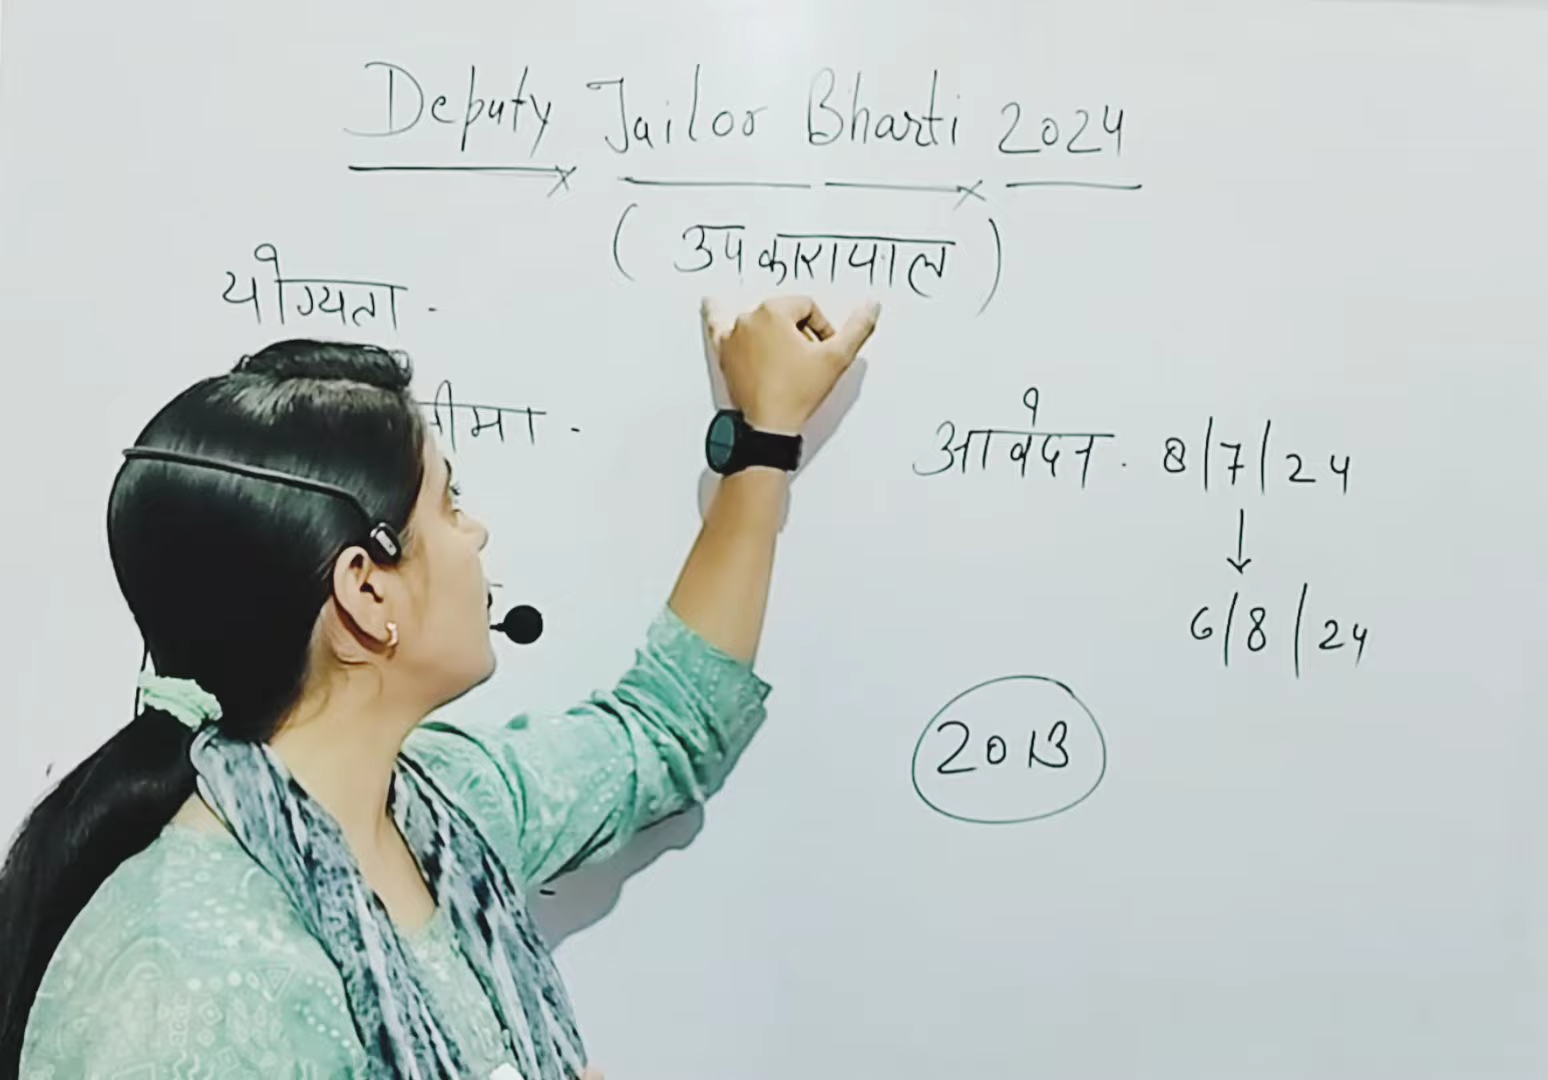 Deputy Jailor Bharti 2024
( उपकारापाल )
योग्यता -
सीमा -
आवेदन - 8/7/24
↓
6/8/24
2013